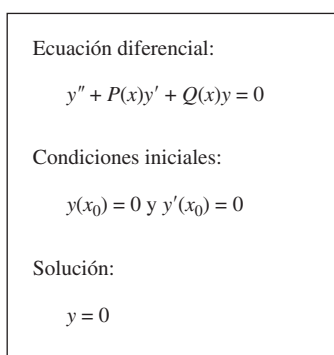 Ecuación diferencial:
y″ + P(x)y′ + Q(x)y = 0
Condiciones iniciales:
y(x₀) = 0 y y′(x₀) = 0
Solución:
y = 0